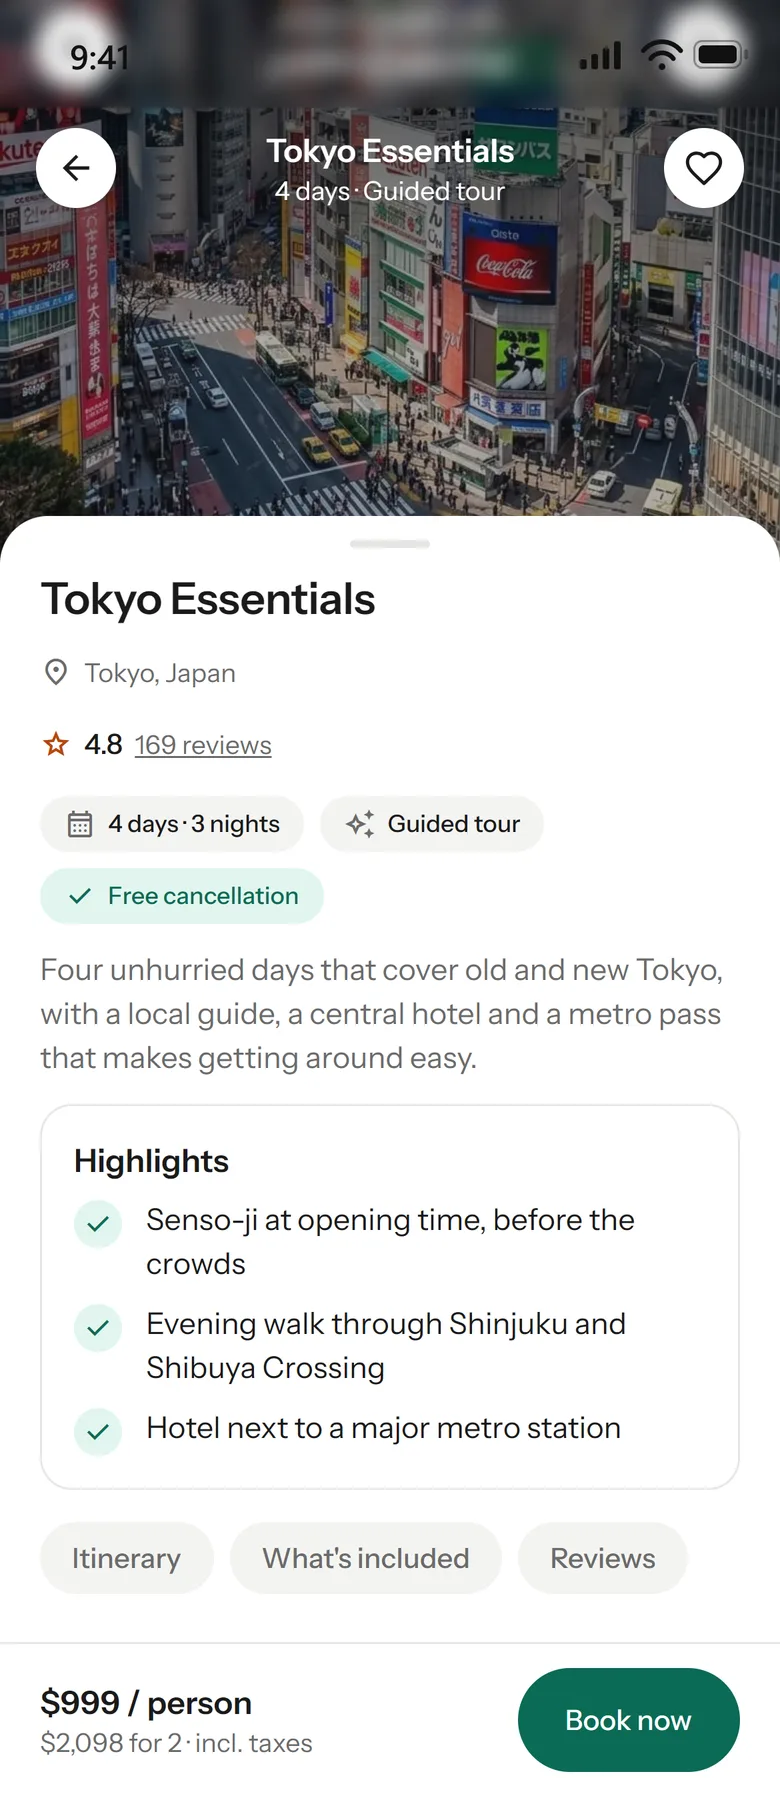 9:41
Tokyo Essentials
4 days · Guided tour
Coca-Cola
Tokyo Essentials
Tokyo, Japan
4.8 169 reviews
4 days · 3 nights
Guided tour
Free cancellation
Four unhurried days that cover old and new Tokyo,
with a local guide, a central hotel and a metro pass
that makes getting around easy.
Highlights
Senso-ji at opening time, before the
crowds
Evening walk through Shinjuku and
Shibuya Crossing
Hotel next to a major metro station
Itinerary
What's included
Reviews
$999 / person
$2,098 for 2 · incl. taxes
Book now